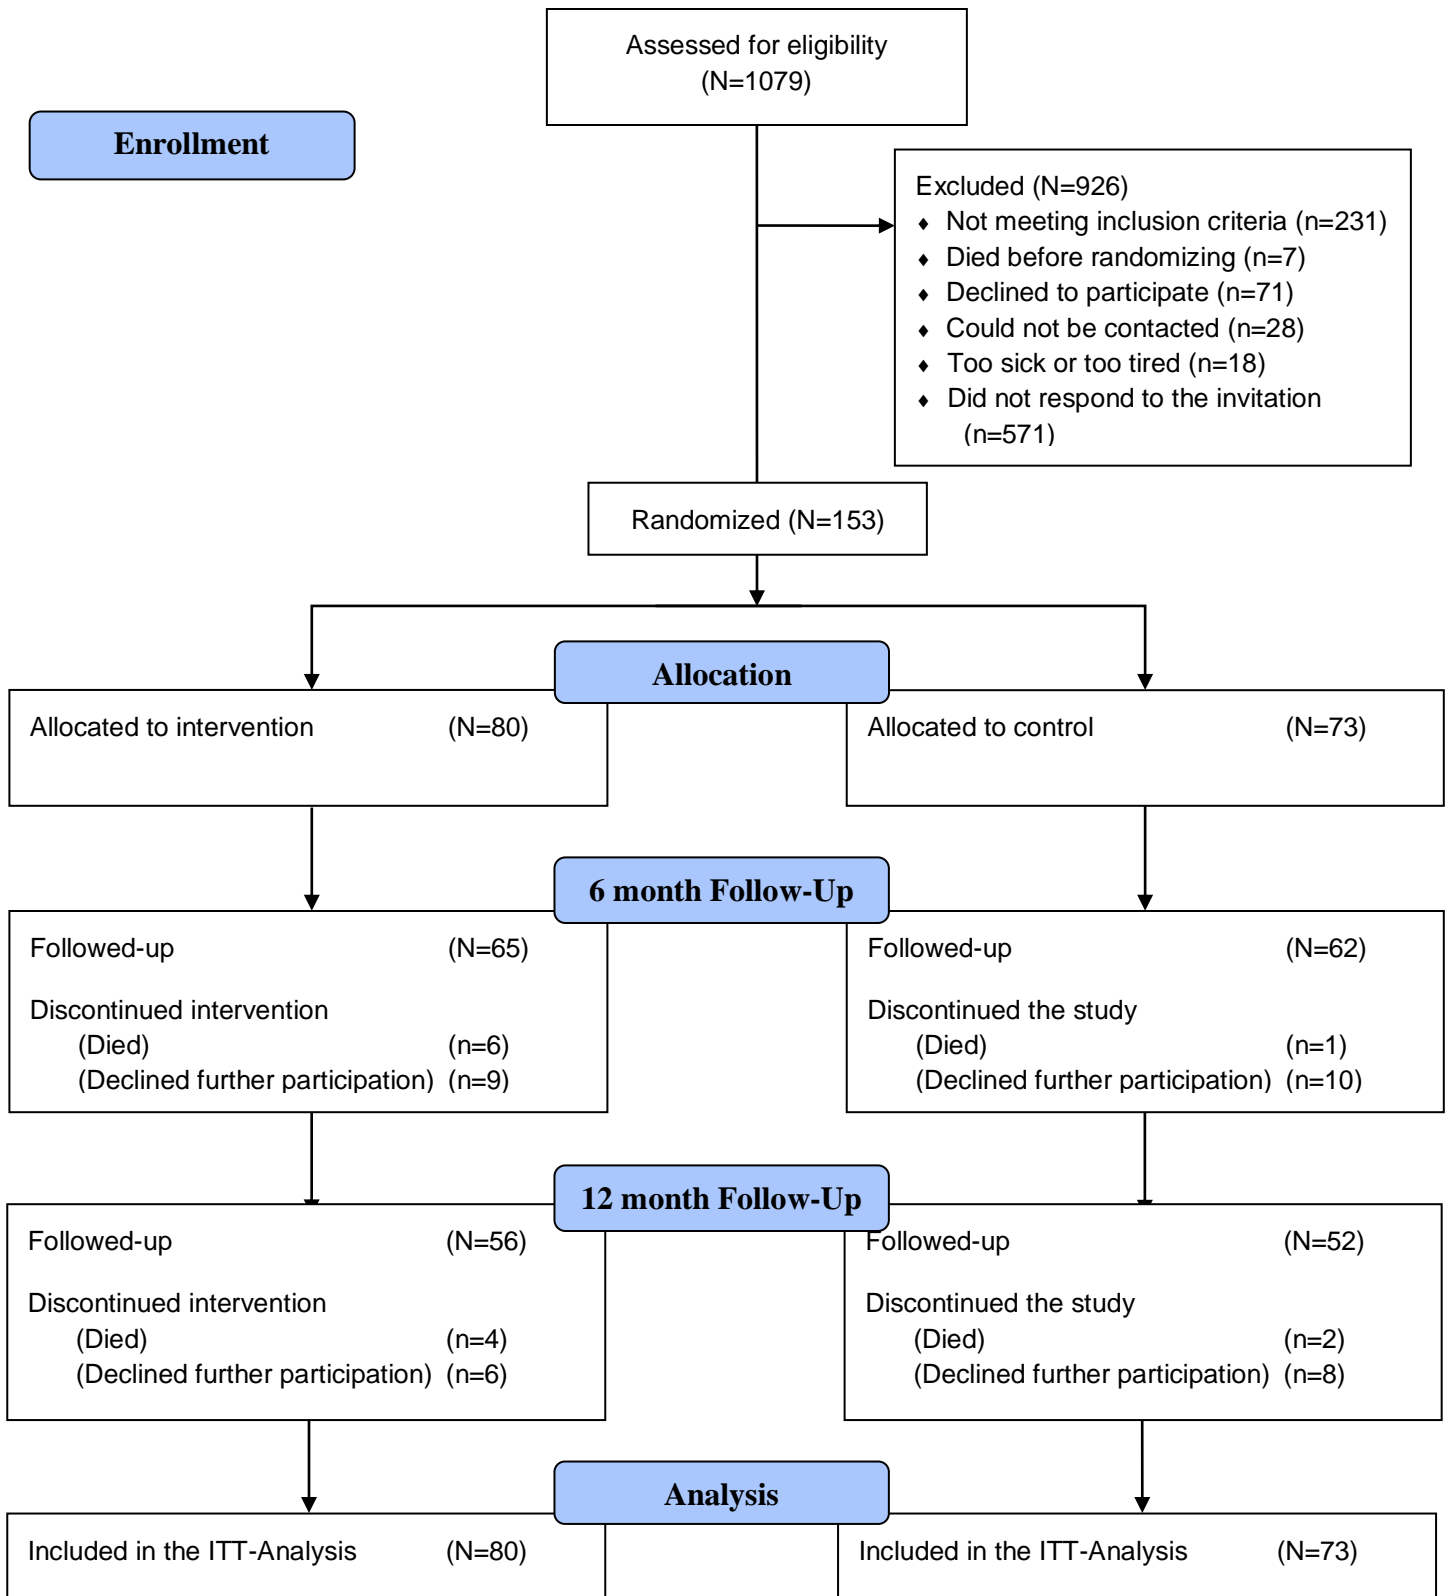 Assessed for eligibility
(N=1079)
Enrollment
Excluded (N=926)
♦ Not meeting inclusion criteria (n=231)
♦ Died before randomizing (n=7)
♦ Declined to participate (n=71)
♦ Could not be contacted (n=28)
♦ Too sick or too tired (n=18)
♦ Did not respond to the invitation
(n=571)
Randomized (N=153)
Allocation
Allocated to intervention (N=80)
Allocated to control (N=73)
6 month Follow-Up
Followed-up (N=65)
Discontinued intervention
(Died) (n=6)
(Declined further participation) (n=9)
Followed-up (N=62)
Discontinued the study
(Died) (n=1)
(Declined further participation) (n=10)
12 month Follow-Up
Followed-up (N=56)
Discontinued intervention
(Died) (n=4)
(Declined further participation) (n=6)
Followed-up (N=52)
Discontinued the study
(Died) (n=2)
(Declined further participation) (n=8)
Analysis
Included in the ITT-Analysis (N=80)
Included in the ITT-Analysis (N=73)